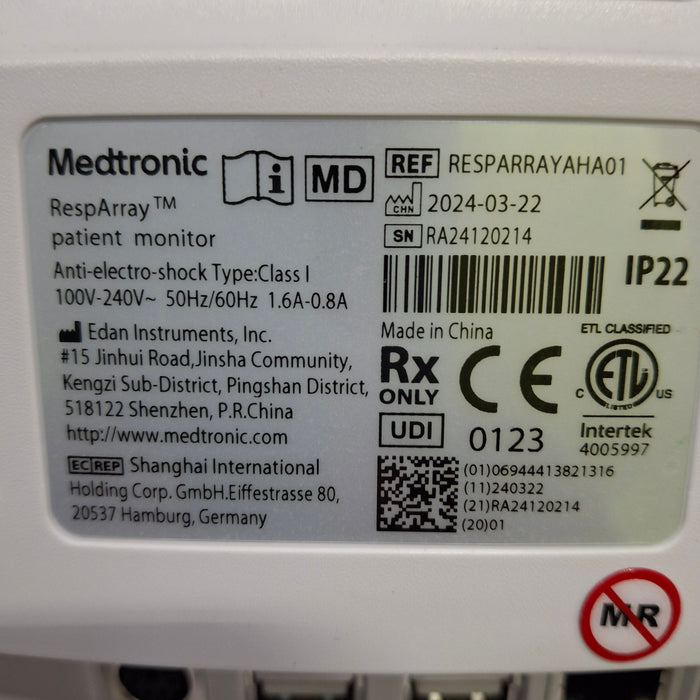 Medtronic
RespArray™
patient monitor
Anti-electro-shock Type:Class I
100V-240V~ 50Hz/60Hz 1.6A-0.8A
Edan Instruments, Inc.
#15 Jinhui Road,Jinsha Community,
Kengzi Sub-District, Pingshan District,
518122 Shenzhen, P.R.China
http://www.medtronic.com
EC REP Shanghai International
Holding Corp. GmbH.Eiffestrasse 80,
20537 Hamburg, Germany
i
MD
REF RESPARRAYAHA01
CHN 2024-03-22
SN RA24120214
IP22
Made in China
Rx
ONLY
CE
0123
UDI
ETL CLASSIFIED
C ETL US
LISTED
Intertek
4005997
(01)06944413821316
(11)240322
(21)RA24120214
(20)01
MR